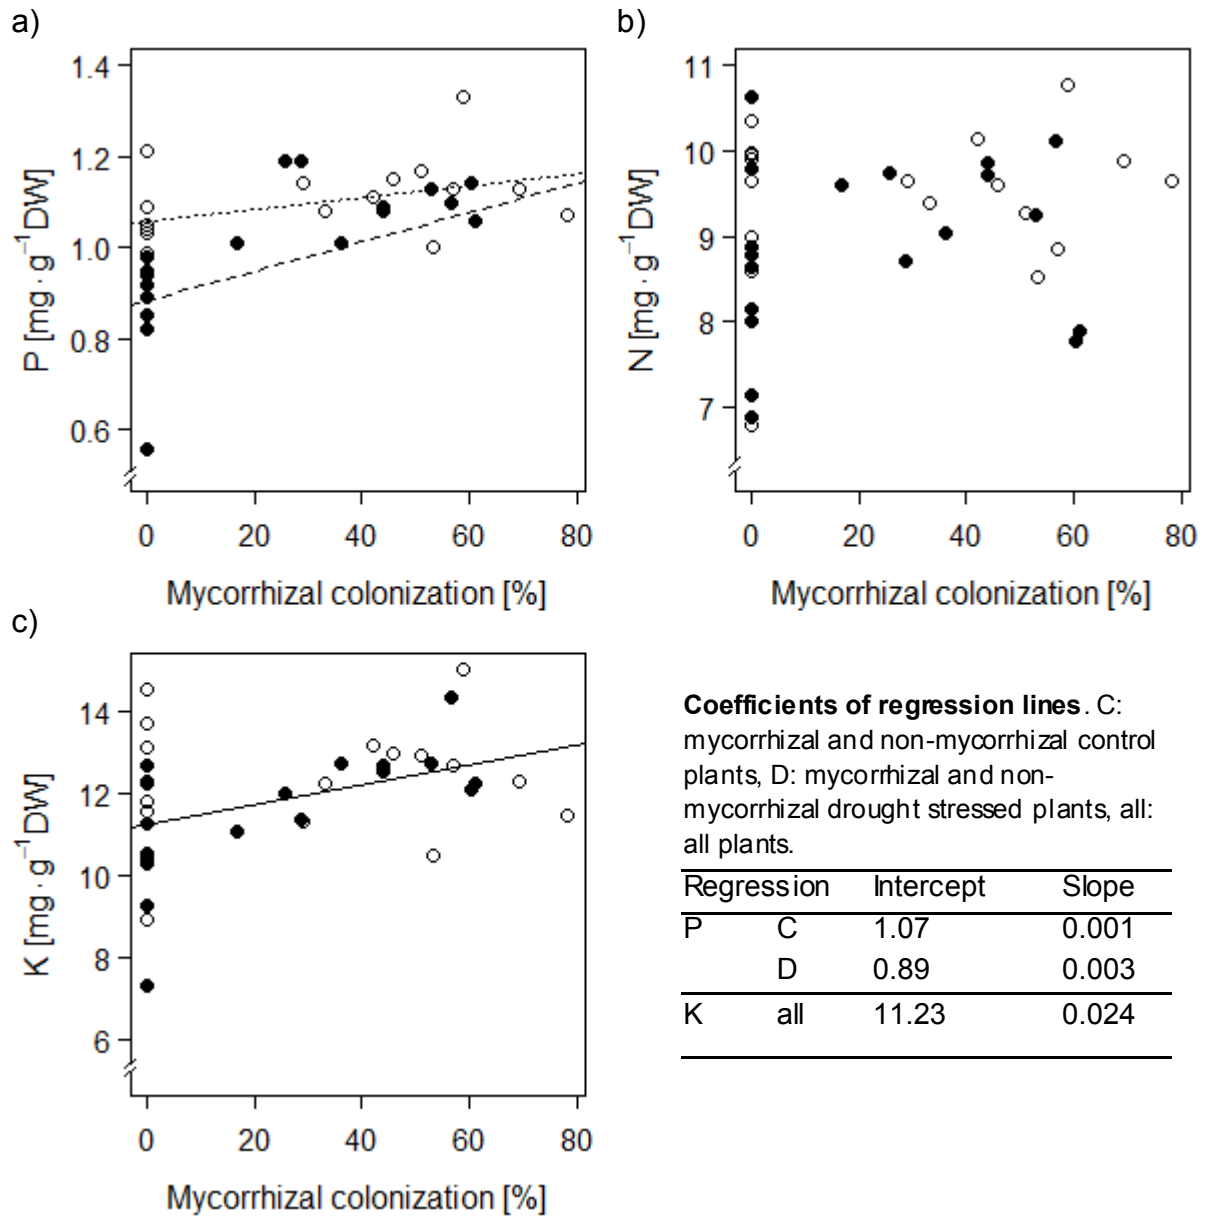 a)
1.4
1.2
1.0
0.8
0.6
P [mg· g⁻¹DW]
0 20 40 60 80
Mycorrhizal colonization [%]
b)
11
10
9
8
7
N [mg· g⁻¹DW]
0 20 40 60 80
Mycorrhizal colonization [%]
c)
14
12
10
8
6
K [mg· g⁻¹DW]
0 20 40 60 80
Mycorrhizal colonization [%]
Coefficients of regression lines. C:
mycorrhizal and non-mycorrhizal control
plants, D: mycorrhizal and non-
mycorrhizal drought stressed plants, all:
all plants.
Regression Intercept Slope
P C 1.07 0.001
D 0.89 0.003
K all 11.23 0.024